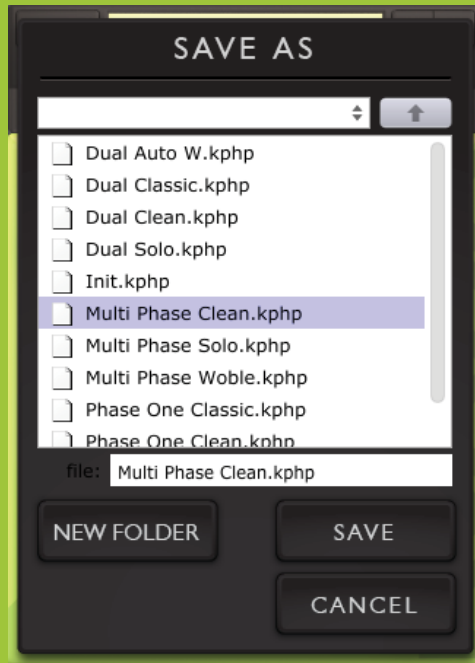 SAVE AS
Dual Auto W.kphp
Dual Classic.kphp
Dual Clean.kphp
Dual Solo.kphp
Init.kphp
Multi Phase Clean.kphp
Multi Phase Solo.kphp
Multi Phase Woble.kphp
Phase One Classic.kphp
Phase One Clean.kphp
file: Multi Phase Clean.kphp
NEW FOLDER SAVE
CANCEL